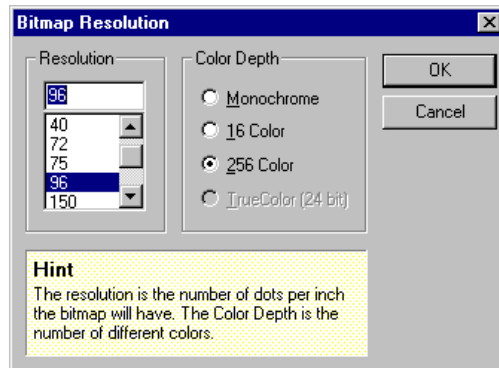 Bitmap Resolution
Resolution
96
40
72
75
96
150
Color Depth
Monochrome
16 Color
256 Color
TrueColor (24 bit)
OK
Cancel
Hint
The resolution is the number of dots per inch
the bitmap will have. The Color Depth is the
number of different colors.